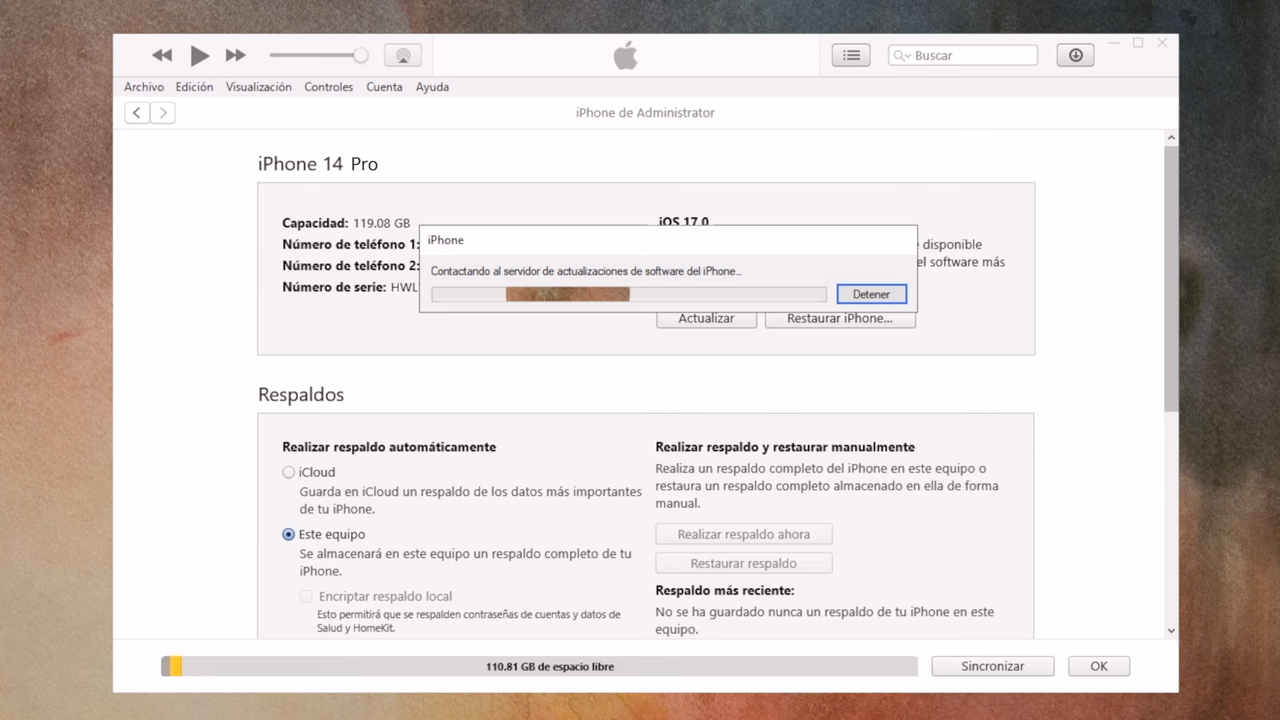 Buscar
Archivo Edición Visualización Controles Cuenta Ayuda
iPhone de Administrator
iPhone 14 Pro
Capacidad: 119.08 GB
Número de teléfono 1:
Número de teléfono 2:
Número de serie: HWL
iOS 17.0
disponible
el software más
iPhone
Contactando al servidor de actualizaciones de software del iPhone...
Detener
Actualizar
Restaurar iPhone...
Respaldos
Realizar respaldo automáticamente
iCloud
Guarda en iCloud un respaldo de los datos más importantes
de tu iPhone.
Este equipo
Se almacenará en este equipo un respaldo completo de tu
iPhone.
Encriptar respaldo local
Esto permitirá que se respalden contraseñas de cuentas y datos de
Salud y HomeKit.
Realizar respaldo y restaurar manualmente
Realiza un respaldo completo del iPhone en este equipo o
restaura un respaldo completo almacenado en ella de forma
manual.
Realizar respaldo ahora
Restaurar respaldo
Respaldo más reciente:
No se ha guardado nunca un respaldo de tu iPhone en este
equipo.
110.81 GB de espacio libre
Sincronizar
OK